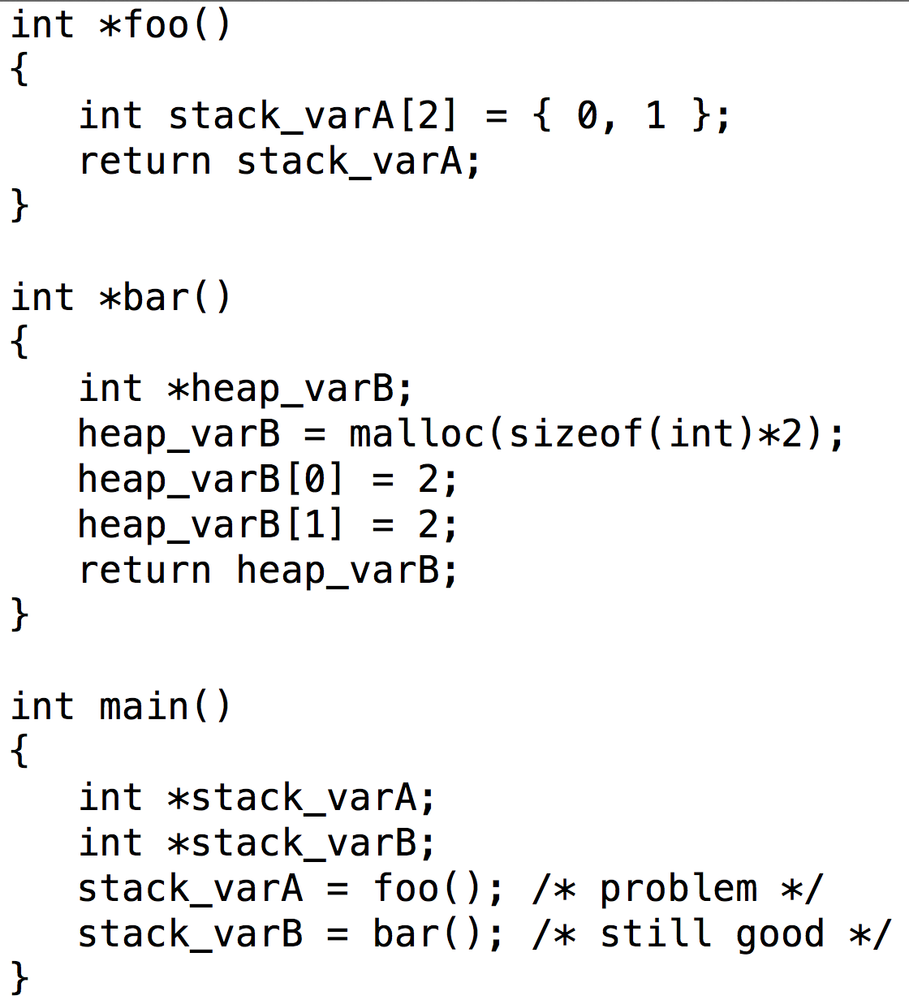 int *foo()
{
   int stack_varA[2] = { 0, 1 };
   return stack_varA;
}

int *bar()
{
   int *heap_varB;
   heap_varB = malloc(sizeof(int)*2);
   heap_varB[0] = 2;
   heap_varB[1] = 2;
   return heap_varB;
}

int main()
{
   int *stack_varA;
   int *stack_varB;
   stack_varA = foo(); /* problem */
   stack_varB = bar(); /* still good */
}